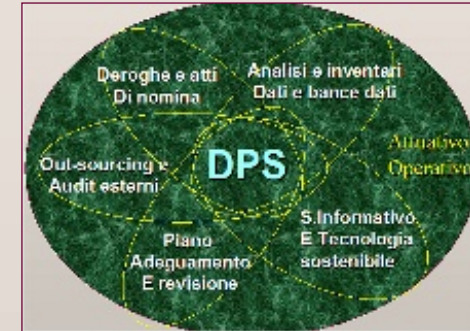 Deroghe e atti
Di nomina
Analisi e inventari
Dati e bance dati
Attuativo
Operativo
Out-sourcing e
Audit esterni
DPS
S.Informativo
E Tecnologia
sostenibile
Piano
Adeguamento
E revisione